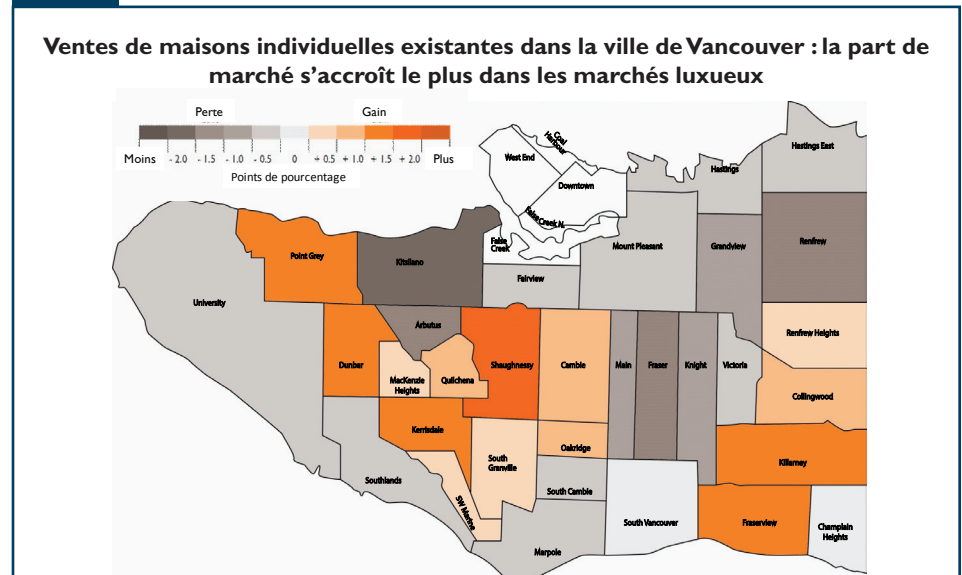 Ventes de maisons individuelles existantes dans la ville de Vancouver : la part de
marché s’accroît le plus dans les marchés luxueux
Perte Gain
Moins - 2.0 - 1.5 - 1.0 - 0.5 0 + 0.5 + 1.0 + 1.5 + 2.0 Plus
Points de pourcentage
Coal
Harbour
West End
Downtown
False Creek N.
False
Creek
Hastings
Hastings East
Mount Pleasant
Grandview
Renfrew
Point Grey
Kitsilano
Fairview
University
Arbutus
Renfrew Heights
Dunbar
MacKenzie
Heights
Quilchena
Shaughnessy
Cambie
Main
Fraser
Knight
Victoria
Collingwood
Kerrisdale
South
Granville
Oakridge
Killarney
Southlands
SW Marine
South Cambie
South Vancouver
Fraserview
Champlain
Heights
Marpole